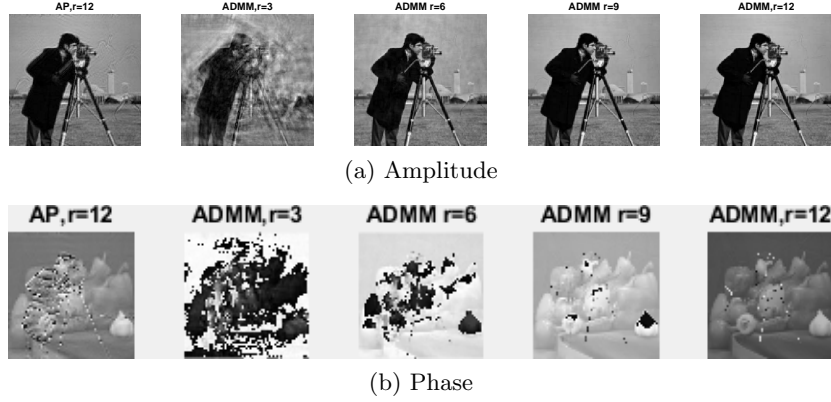 AP,r=12 ADMM,r=3 ADMM r=6 ADMM r=9 ADMM,r=12
(a) Amplitude
AP,r=12 ADMM,r=3 ADMM r=6 ADMM r=9 ADMM,r=12
(b) Phase